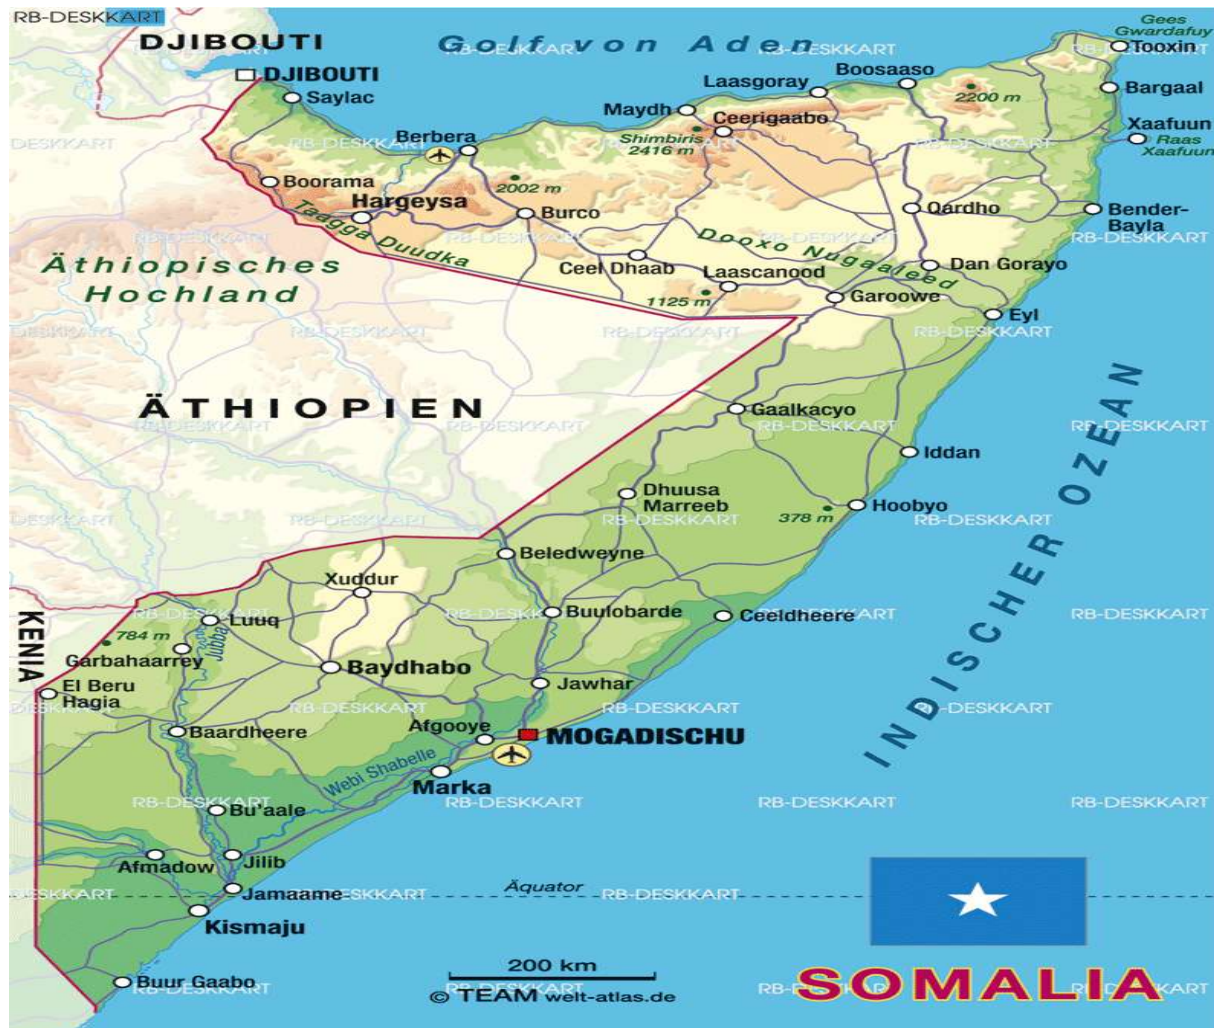 RB-DESKKART
DJIBOUTI
Golf von Aden
Gees
Gwardafuy
Tooxin
DJIBOUTI
Saylac
Laasgoray
Boosaaso
2200 m
Bargaal
Maydh
Ceerigaabo
Xaafuun
Raas
Xaafuun
Berbera
Shimbiris
2416 m
Boorama
2002 m
Hargeysa
Burco
Qardho
Bender-
Bayla
Taagga Duudka
Dooxo Nugaaleed
Äthiopisches
Hochland
Ceel Dhaab
Laascanood
Dan Gorayo
1125 m
Garoowe
Eyl
ÄTHIOPIEN
Gaalkacyo
INDISCHER OZEAN
Iddan
Dhuusa
Marreeb
378 m
Hoobyo
Beledweyne
Xuddur
KENIA
Luuq
Buulobarde
Ceeldheere
784 m
Jubba
Garbahaarrey
Baydhabo
El Beru
Hagia
Jawhar
Baardheere
Afgooye
MOGADISCHU
Webi Shabelle
Marka
Bu'aale
Afmadow
Jilib
Jamaame
Äquator
Kismaju
Buur Gaabo
200 km
© TEAM welt-atlas.de
SOMALIA